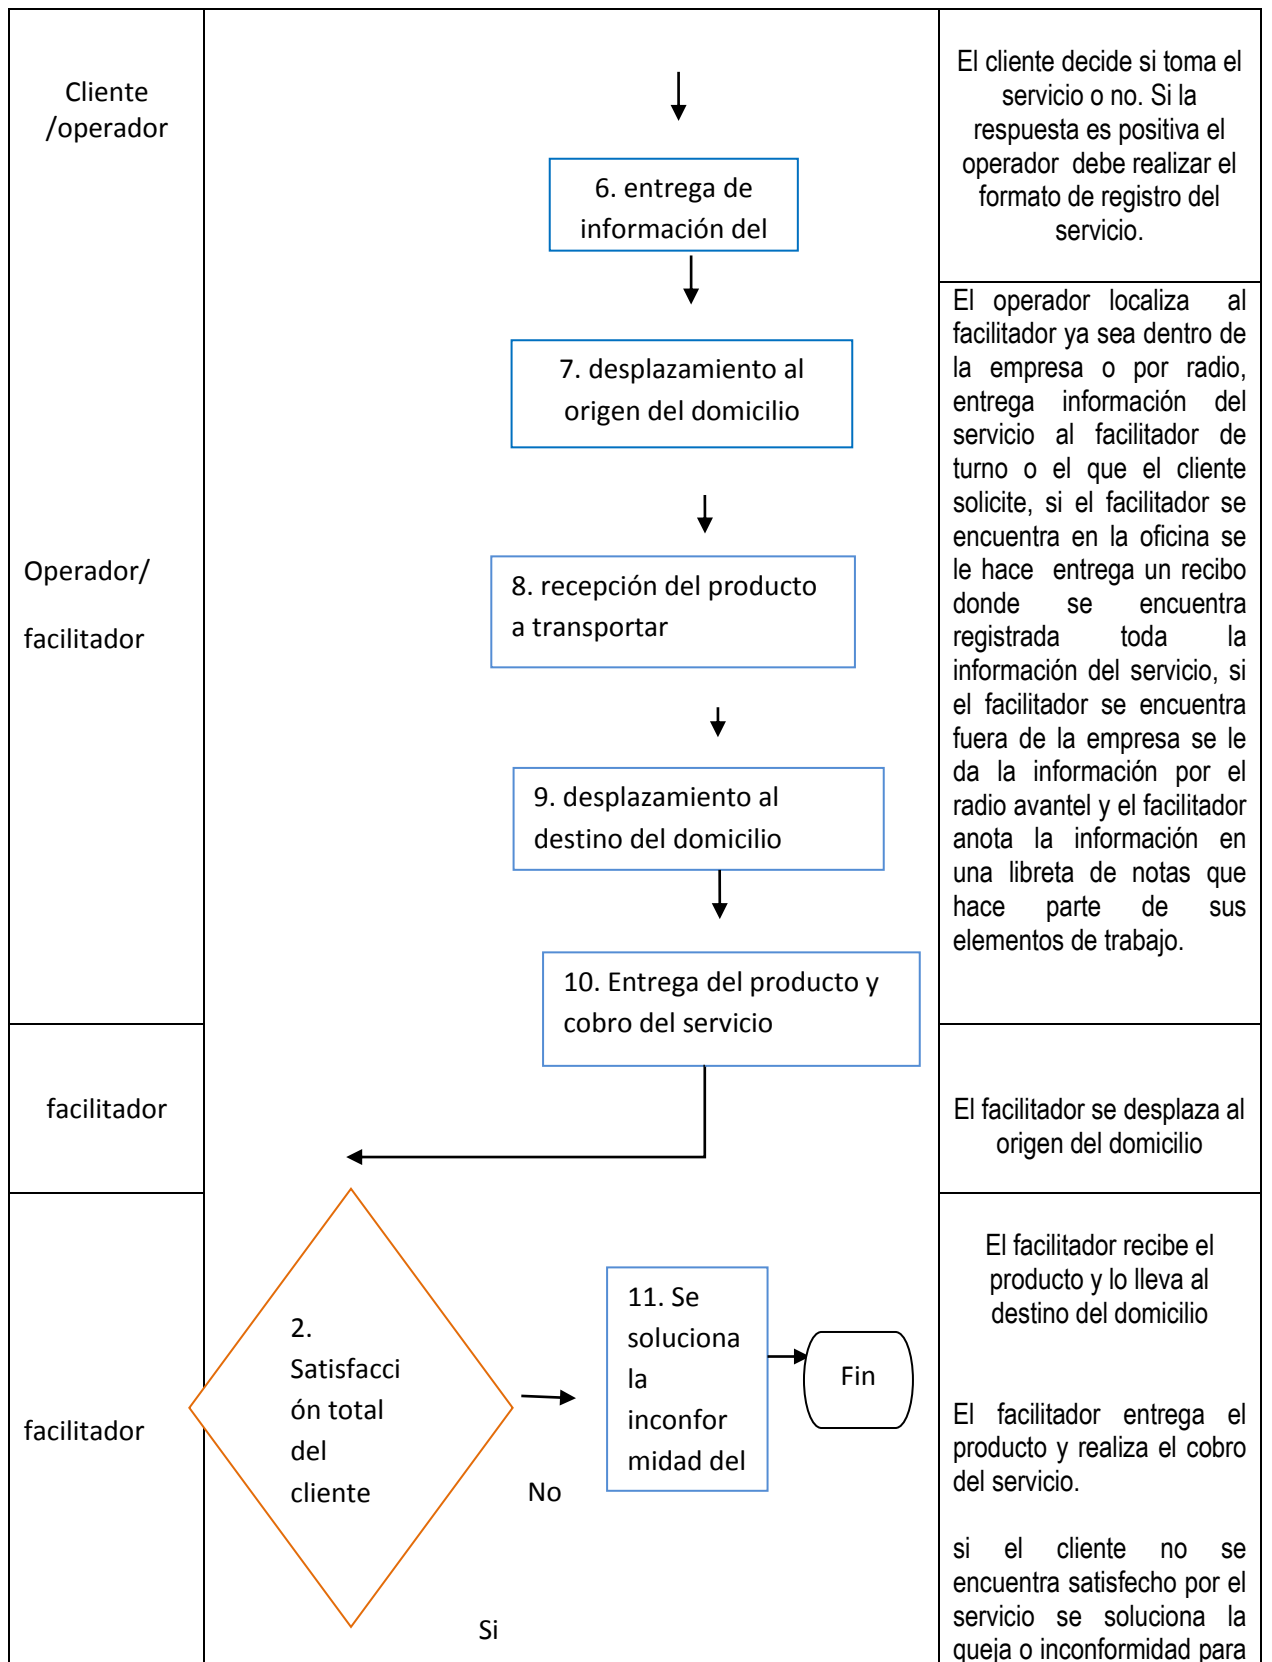 Cliente
/operador
El cliente decide si toma el
servicio o no. Si la
respuesta es positiva el
operador debe realizar el
formato de registro del
servicio.
6. entrega de
información del
7. desplazamiento al
origen del domicilio
Operador/
facilitador
8. recepción del producto
a transportar
9. desplazamiento al
destino del domicilio
10. Entrega del producto y
cobro del servicio
El operador localiza al
facilitador ya sea dentro de
la empresa o por radio,
entrega información del
servicio al facilitador de
turno o el que el cliente
solicite, si el facilitador se
encuentra en la oficina se
le hace entrega un recibo
donde se encuentra
registrada toda la
información del servicio, si
el facilitador se encuentra
fuera de la empresa se le
da la información por el
radio avantel y el facilitador
anota la información en
una libreta de notas que
hace parte de sus
elementos de trabajo.
facilitador
El facilitador se desplaza al
origen del domicilio
facilitador
2.
Satisfacci
ón total
del
cliente
No
Si
11. Se
soluciona
la
inconfor
midad del
Fin
El facilitador recibe el
producto y lo lleva al
destino del domicilio
El facilitador entrega el
producto y realiza el cobro
del servicio.
si el cliente no se
encuentra satisfecho por el
servicio se soluciona la
queja o inconformidad para